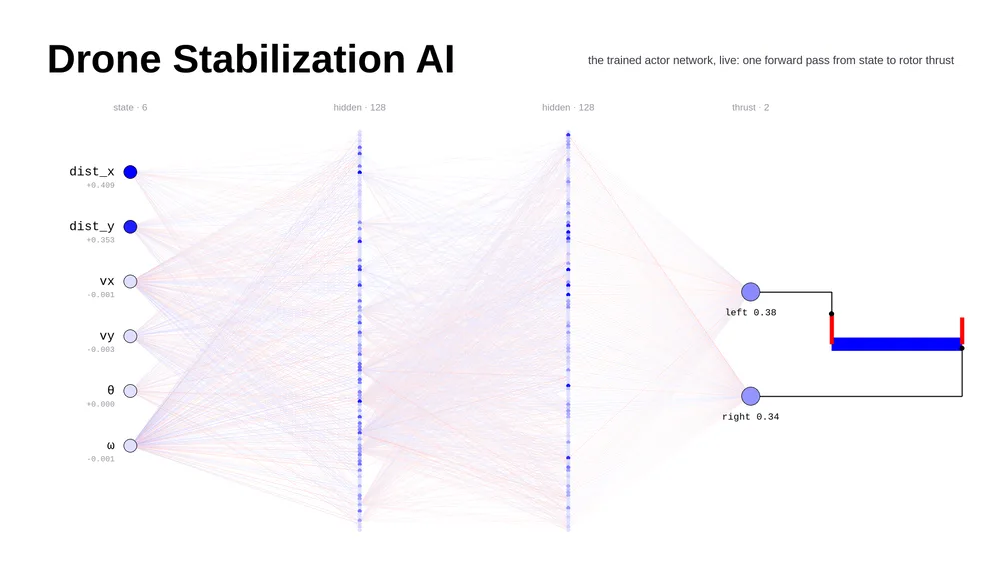 Drone Stabilization AI
the trained actor network, live: one forward pass from state to rotor thrust
state · 6
hidden · 128
hidden · 128
thrust · 2
dist_x
+0.409
dist_y
+0.353
vx
-0.001
vy
-0.003
θ
+0.000
ω
-0.001
left 0.38
right 0.34